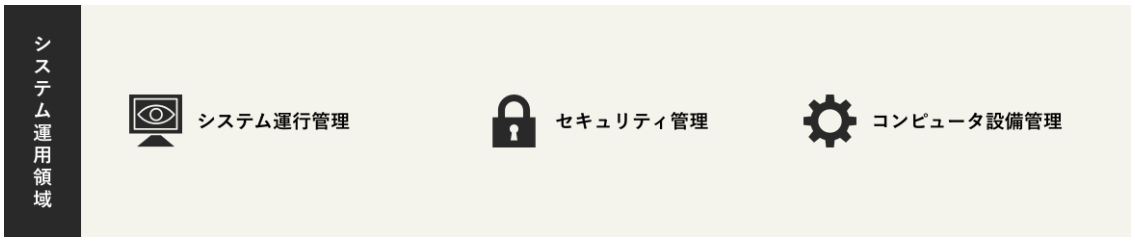 システム運用領域
システム運行管理
セキュリティ管理
コンピュータ設備管理